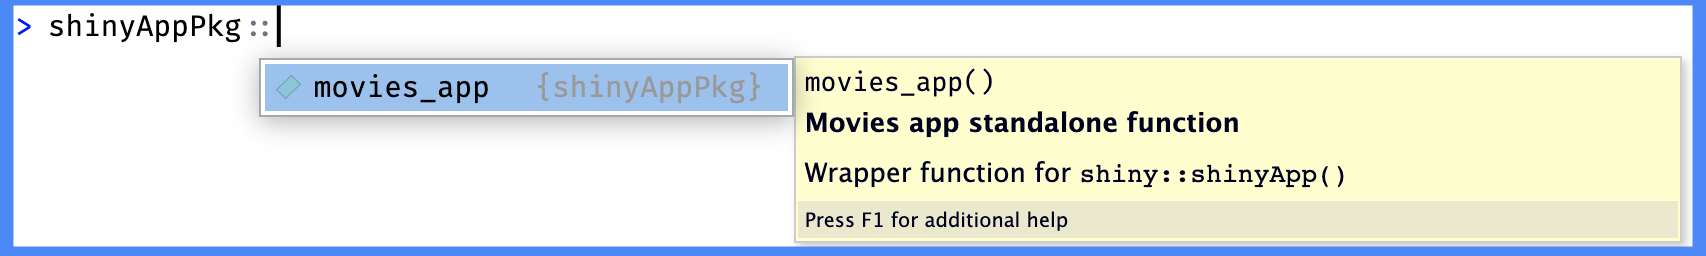 > shinyAppPkg::
movies_app {shinyAppPkg}
movies_app()
Movies app standalone function
Wrapper function for shiny::shinyApp()
Press F1 for additional help